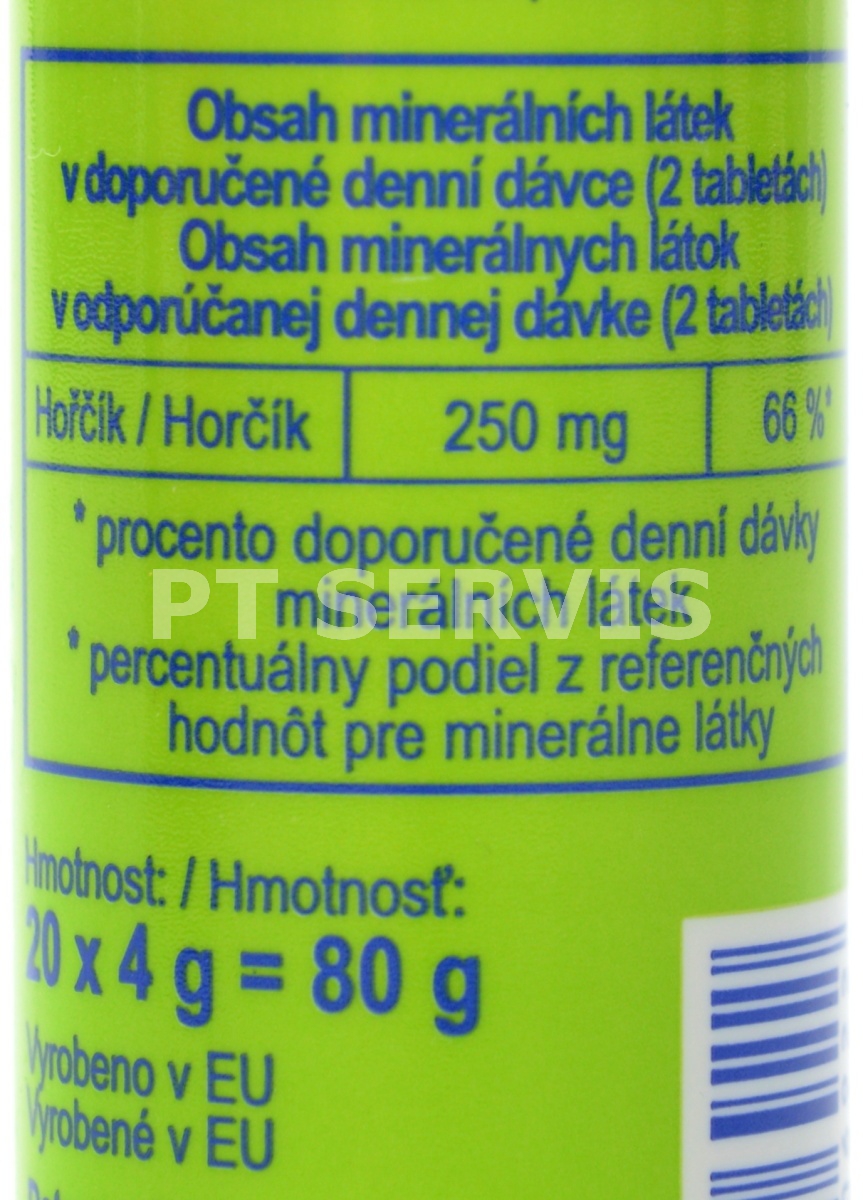 Obsah minerálních látek
v doporučené denní dávce (2 tabletách)
Obsah minerálnych látok
v odporúčanej dennej dávke (2 tabletách)
Hořčík / Horčík 250 mg 66 %*
* procento doporučené denní dávky
minerálních látek
PT SERVIS
* percentuálny podiel z referenčných
hodnôt pre minerálne látky
Hmotnost: / Hmotnosť:
20 x 4 g = 80 g
Vyrobeno v EU
Vyrobené v EU